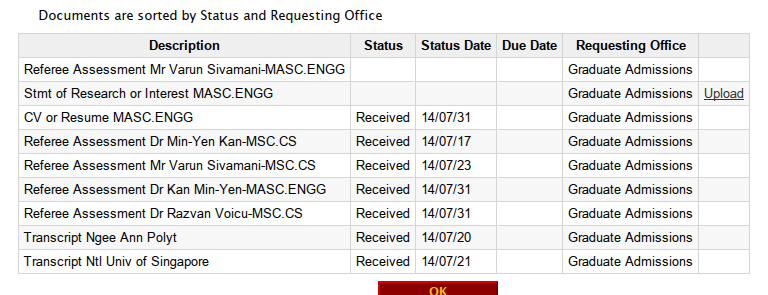 Documents are sorted by Status and Requesting Office
Description Status Status Date Due Date Requesting Office
Referee Assessment Mr Varun Sivamani-MASC.ENGG Graduate Admissions
Stmt of Research or Interest MASC.ENGG Graduate Admissions Upload
CV or Resume MASC.ENGG Received 14/07/31 Graduate Admissions
Referee Assessment Dr Min-Yen Kan-MSC.CS Received 14/07/17 Graduate Admissions
Referee Assessment Mr Varun Sivamani-MSC.CS Received 14/07/23 Graduate Admissions
Referee Assessment Dr Kan Min-Yen-MASC.ENGG Received 14/07/31 Graduate Admissions
Referee Assessment Dr Razvan Voicu-MSC.CS Received 14/07/31 Graduate Admissions
Transcript Ngee Ann Polyt Received 14/07/20 Graduate Admissions
Transcript Ntl Univ of Singapore Received 14/07/21 Graduate Admissions
OK